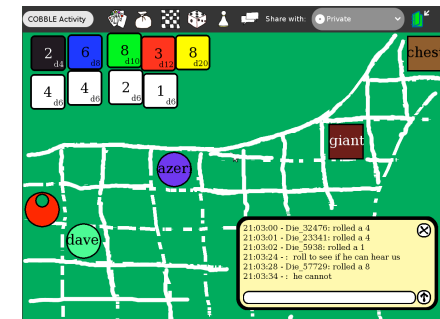 COBBLE Activity
Share with:
Private
2
d4
6
d8
8
d10
3
d12
8
d20
4
d6
4
d6
2
d6
1
d6
chest
giant
azer
dave
21:03:00 - Die_32476: rolled a 4
21:03:01 - Die_23341: rolled a 4
21:03:02 - Die_5938: rolled a 1
21:03:24 - : roll to see if he can hear us
21:03:28 - Die_57729: rolled a 8
21:03:34 - : he cannot